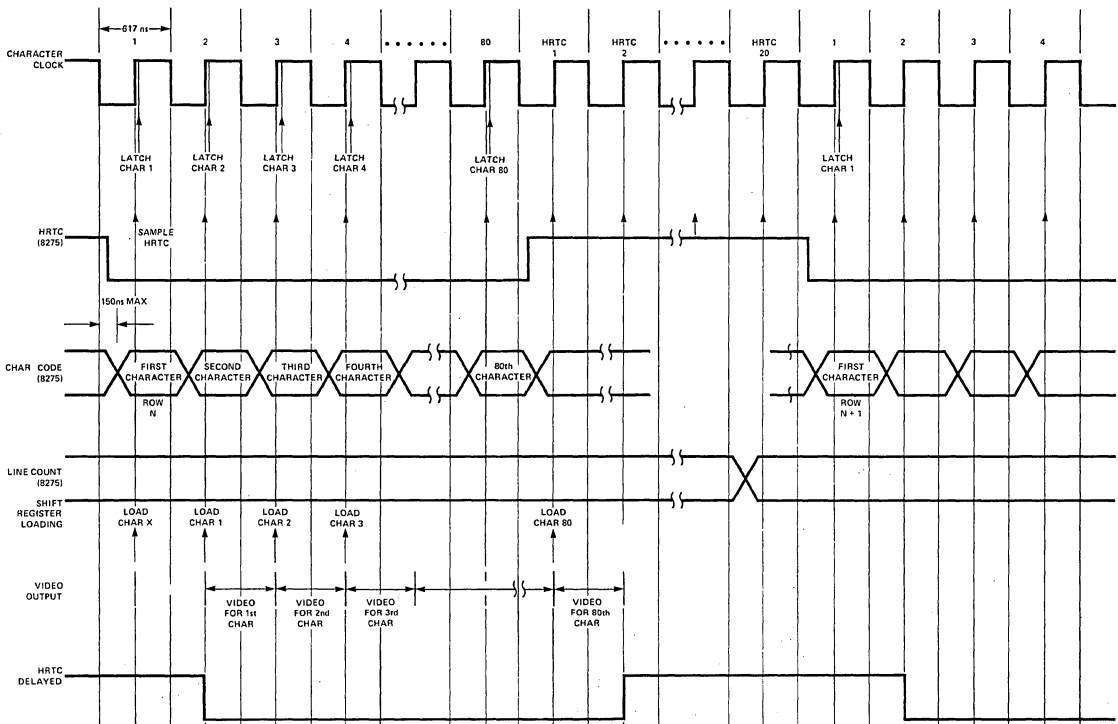 617 ns
1 2 3 4 ...... 80 HRTC 1 HRTC 2 ...... HRTC 20 1 2 3 4
CHARACTER
CLOCK
LATCH
CHAR 1
LATCH
CHAR 2
LATCH
CHAR 3
LATCH
CHAR 4
LATCH
CHAR 80
LATCH
CHAR 1
HRTC
(8275)
SAMPLE
HRTC
150ns MAX
CHAR CODE
(8275)
FIRST
CHARACTER
ROW
N
SECOND
CHARACTER
THIRD
CHARACTER
FOURTH
CHARACTER
80th
CHARACTER
FIRST
CHARACTER
ROW
N + 1
LINE COUNT
(8275)
SHIFT
REGISTER
LOADING
LOAD
CHAR X
LOAD
CHAR 1
LOAD
CHAR 2
LOAD
CHAR 3
LOAD
CHAR 80
VIDEO
OUTPUT
VIDEO
FOR 1st
CHAR
VIDEO
FOR 2nd
CHAR
VIDEO
FOR 3rd
CHAR
VIDEO
FOR 80th
CHAR
HRTC
DELAYED